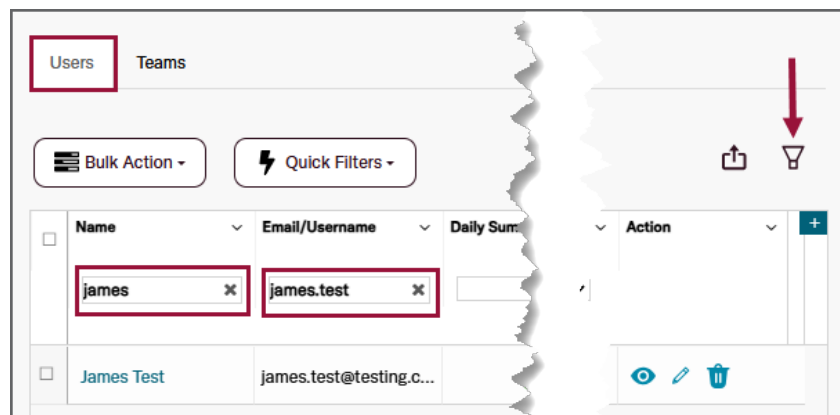 Users Teams
Bulk Action Quick Filters
Name Email/Username Daily Sum Action
james james.test
James Test james.test@testing.c...